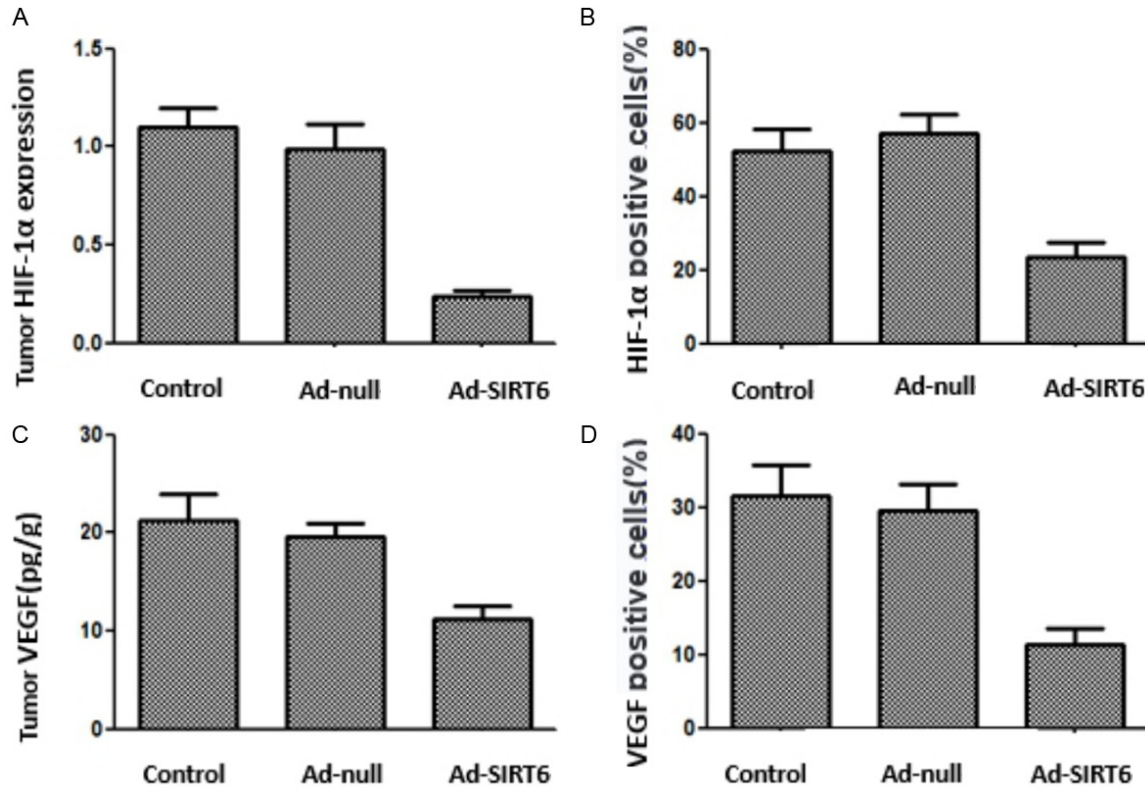 A
Tumor HIF-1α expression
1.5
1.0
0.5
0.0
Control Ad-null Ad-SIRT6
B
HIF-1α positive cells(%)
80
60
40
20
0
Control Ad-null Ad-SIRT6
C
Tumor VEGF(pg/g)
30
20
10
0
Control Ad-null Ad-SIRT6
D
VEGF positive cells(%)
40
30
20
10
0
Control Ad-null Ad-SIRT6